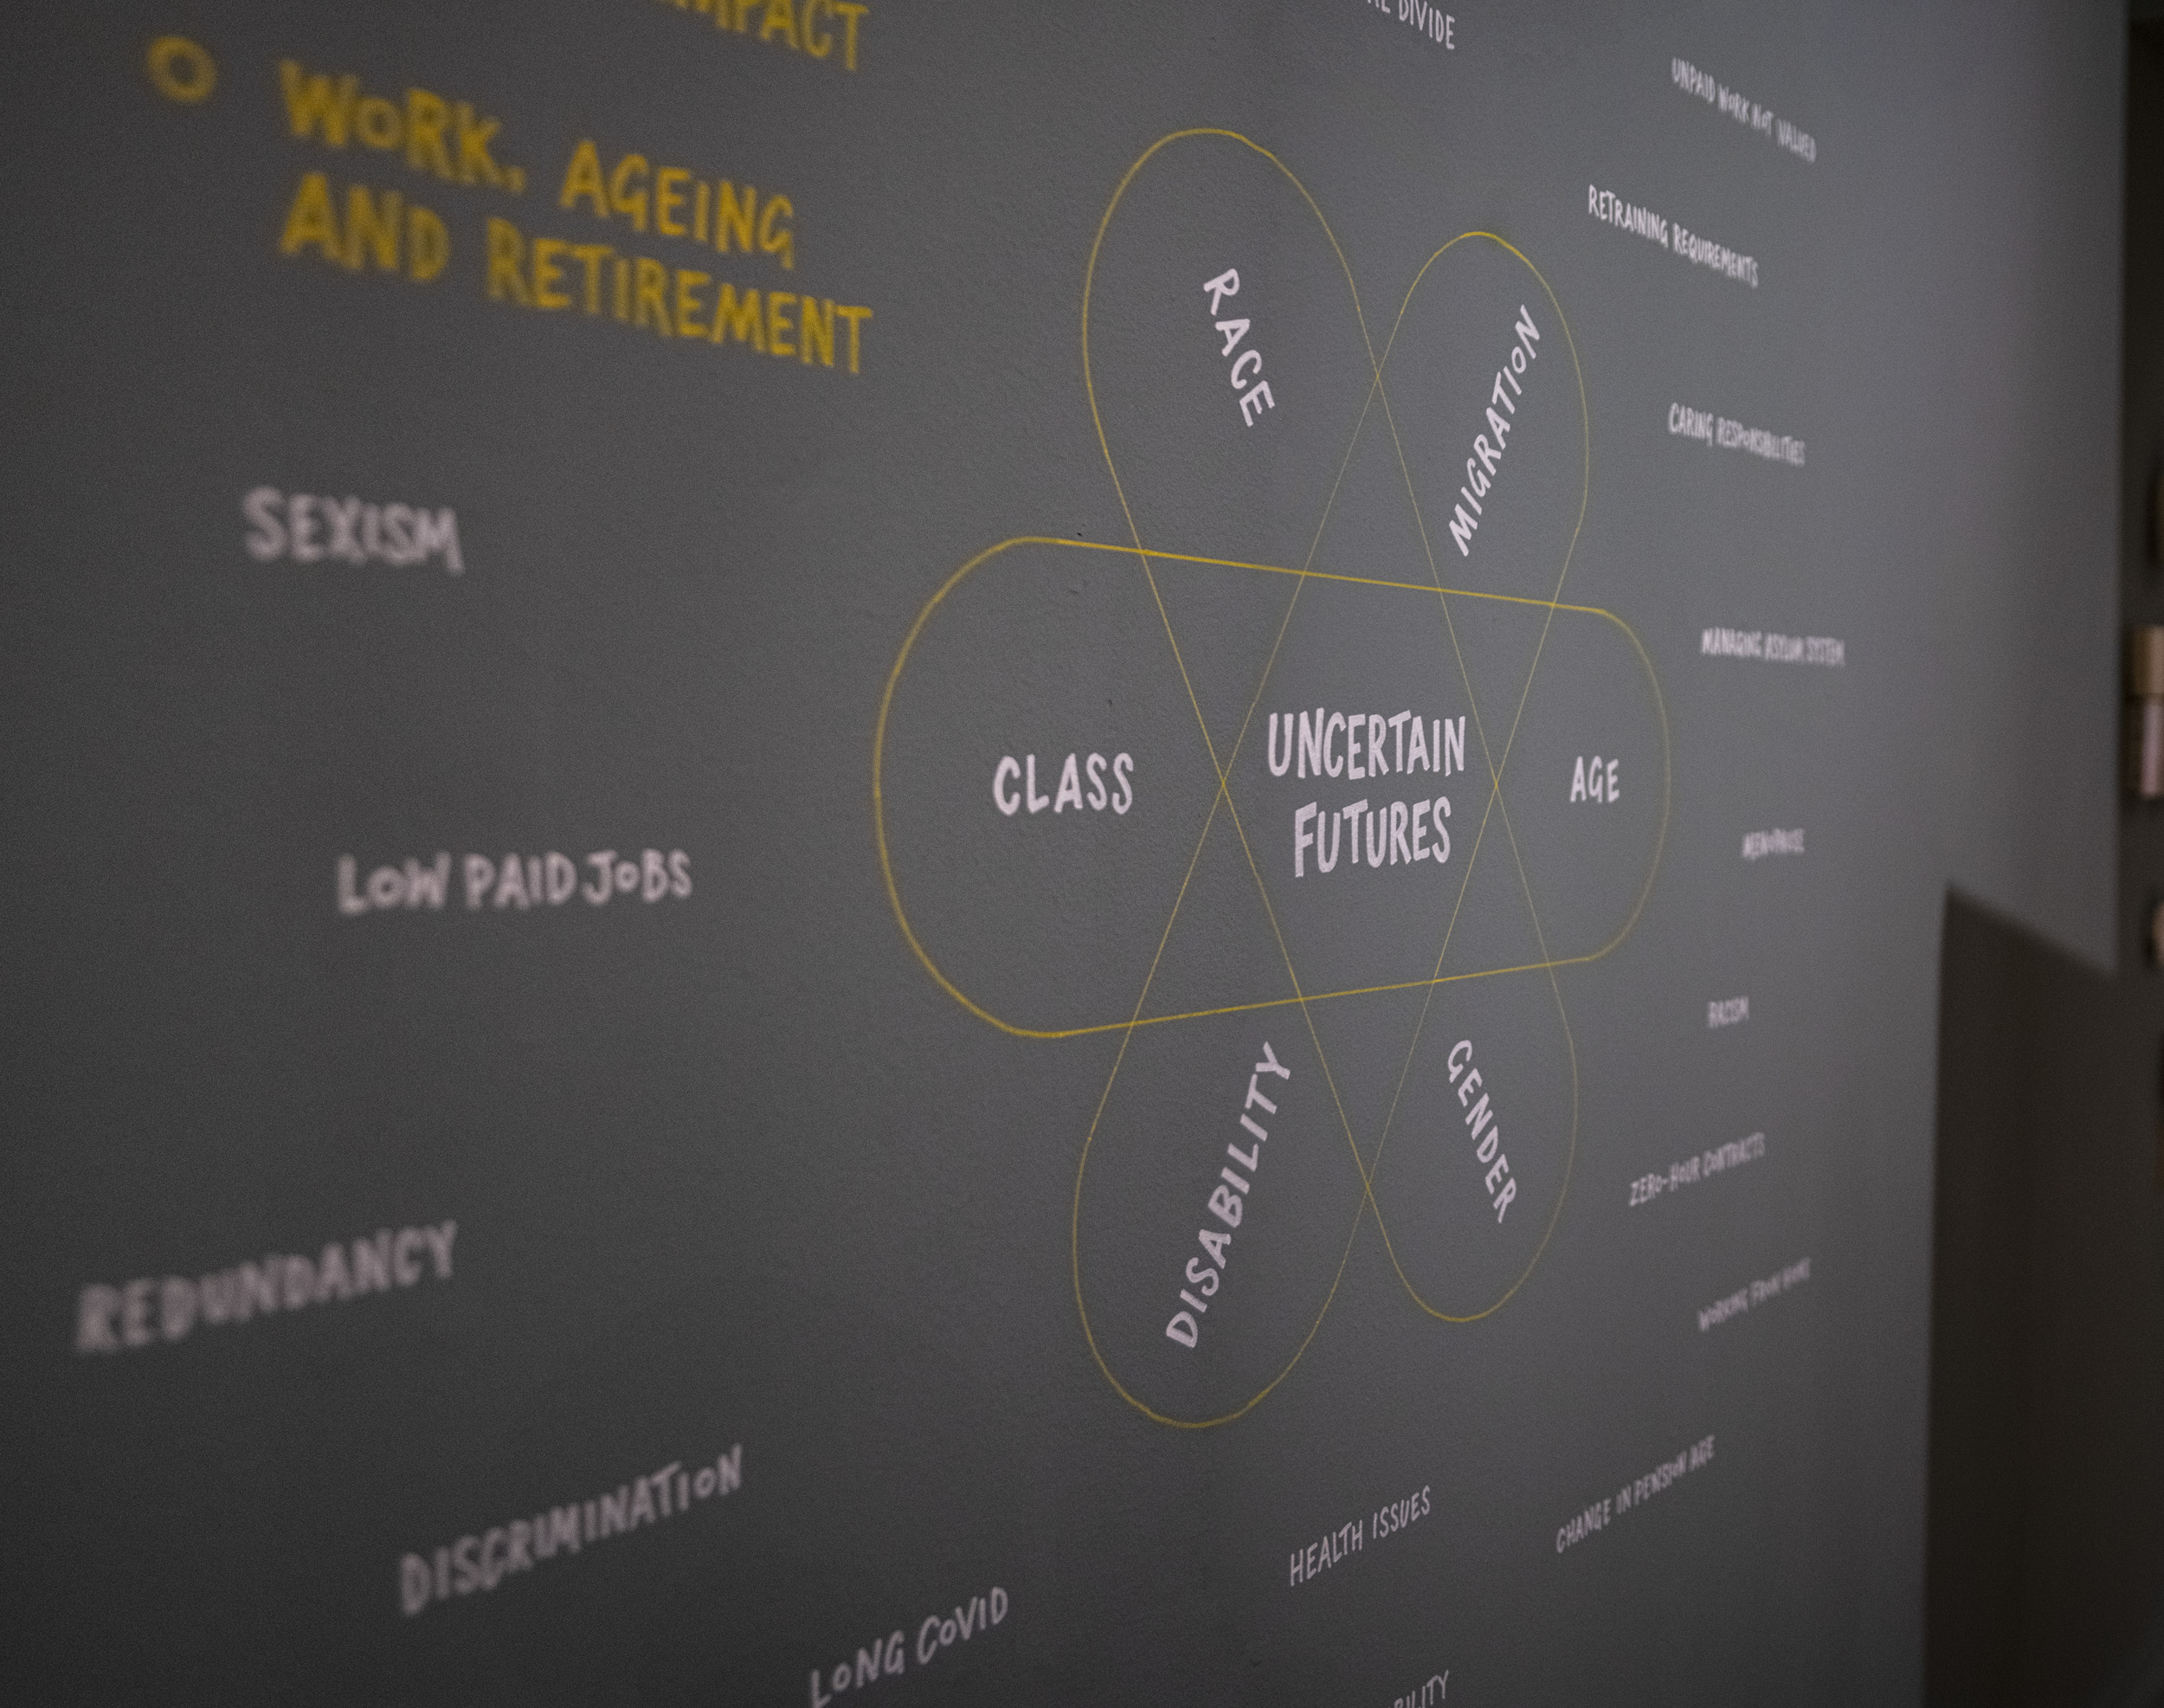 IMPACT
DIVIDE
WORK, AGEING
AND RETIREMENT
UNPAID WORK NOT VALUED
RETRAINING REQUIREMENTS
RACE
MIGRATION
CARING RESPONSIBILITIES
SEXISM
MANAGING ASYLUM SYSTEM
CLASS
UNCERTAIN
FUTURES
AGE
MENOPAUSE
LOW PAID JOBS
RACISM
DISABILITY
GENDER
ZERO-HOUR CONTRACTS
WORKING FROM HOME
REDUNDANCY
DISCRIMINATION
HEALTH ISSUES
CHANGE IN PENSION AGE
LONG COVID